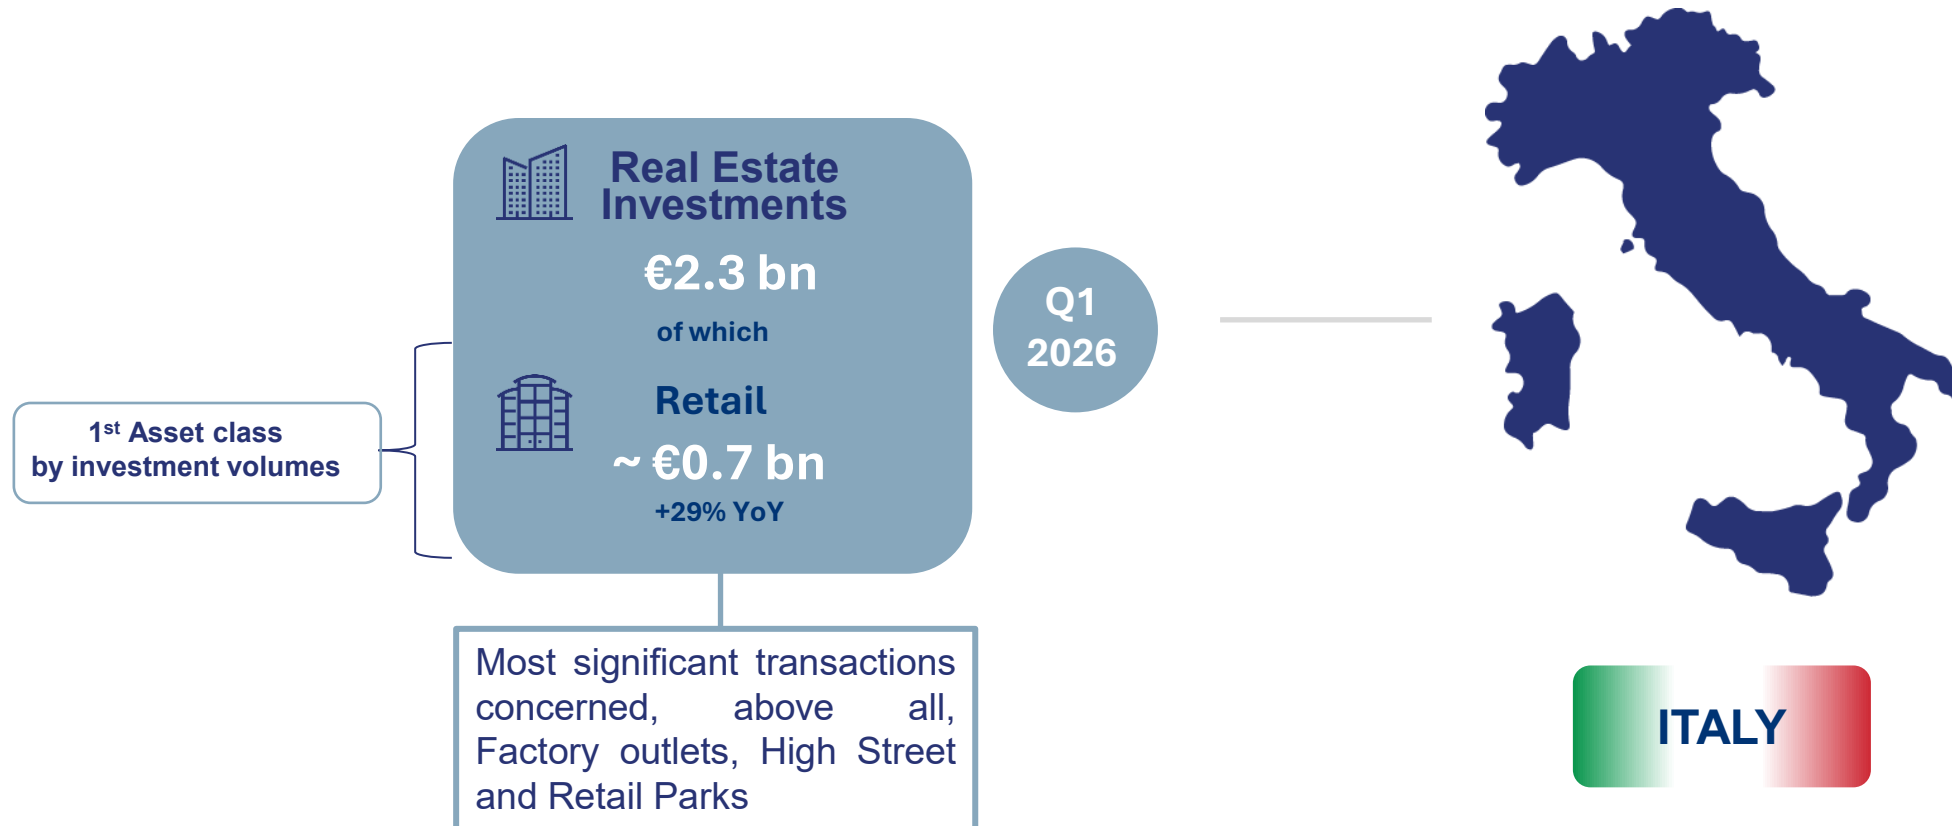 Real Estate
Investments
€2.3 bn
of which
Retail
~ €0.7 bn
+29% YoY
Q1
2026
1st Asset class
by investment volumes
Most significant transactions
concerned, above all,
Factory outlets, High Street
and Retail Parks
ITALY